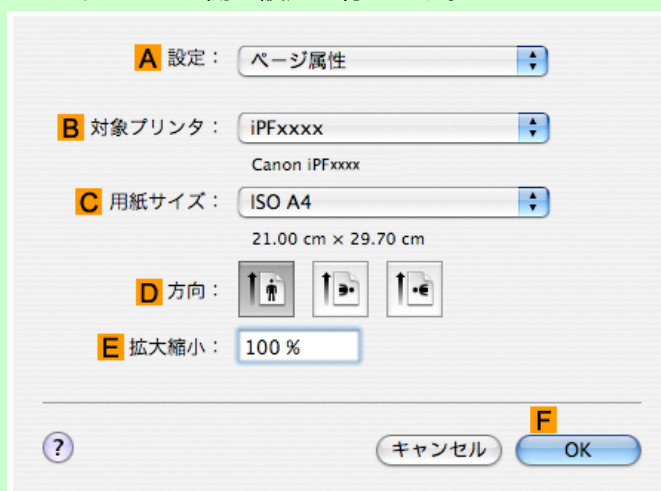 A 設定： ページ属性
B 対象プリンタ： iPFxxxx
Canon iPFxxxx
C 用紙サイズ： ISO A4
21.00 cm × 29.70 cm
D 方向：
E 拡大縮小： 100 %
F
? キャンセル OK